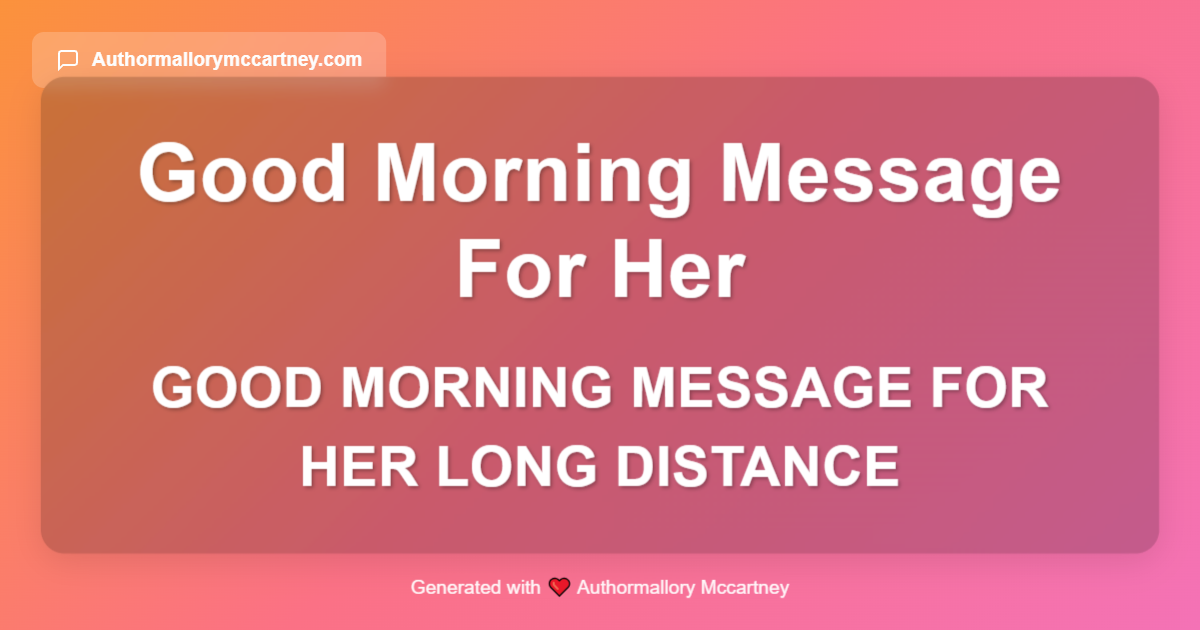 Authormallorymccartney.com
Good Morning Message
For Her
GOOD MORNING MESSAGE FOR
HER LONG DISTANCE
Generated with ❤️ Authormallory Mccartney